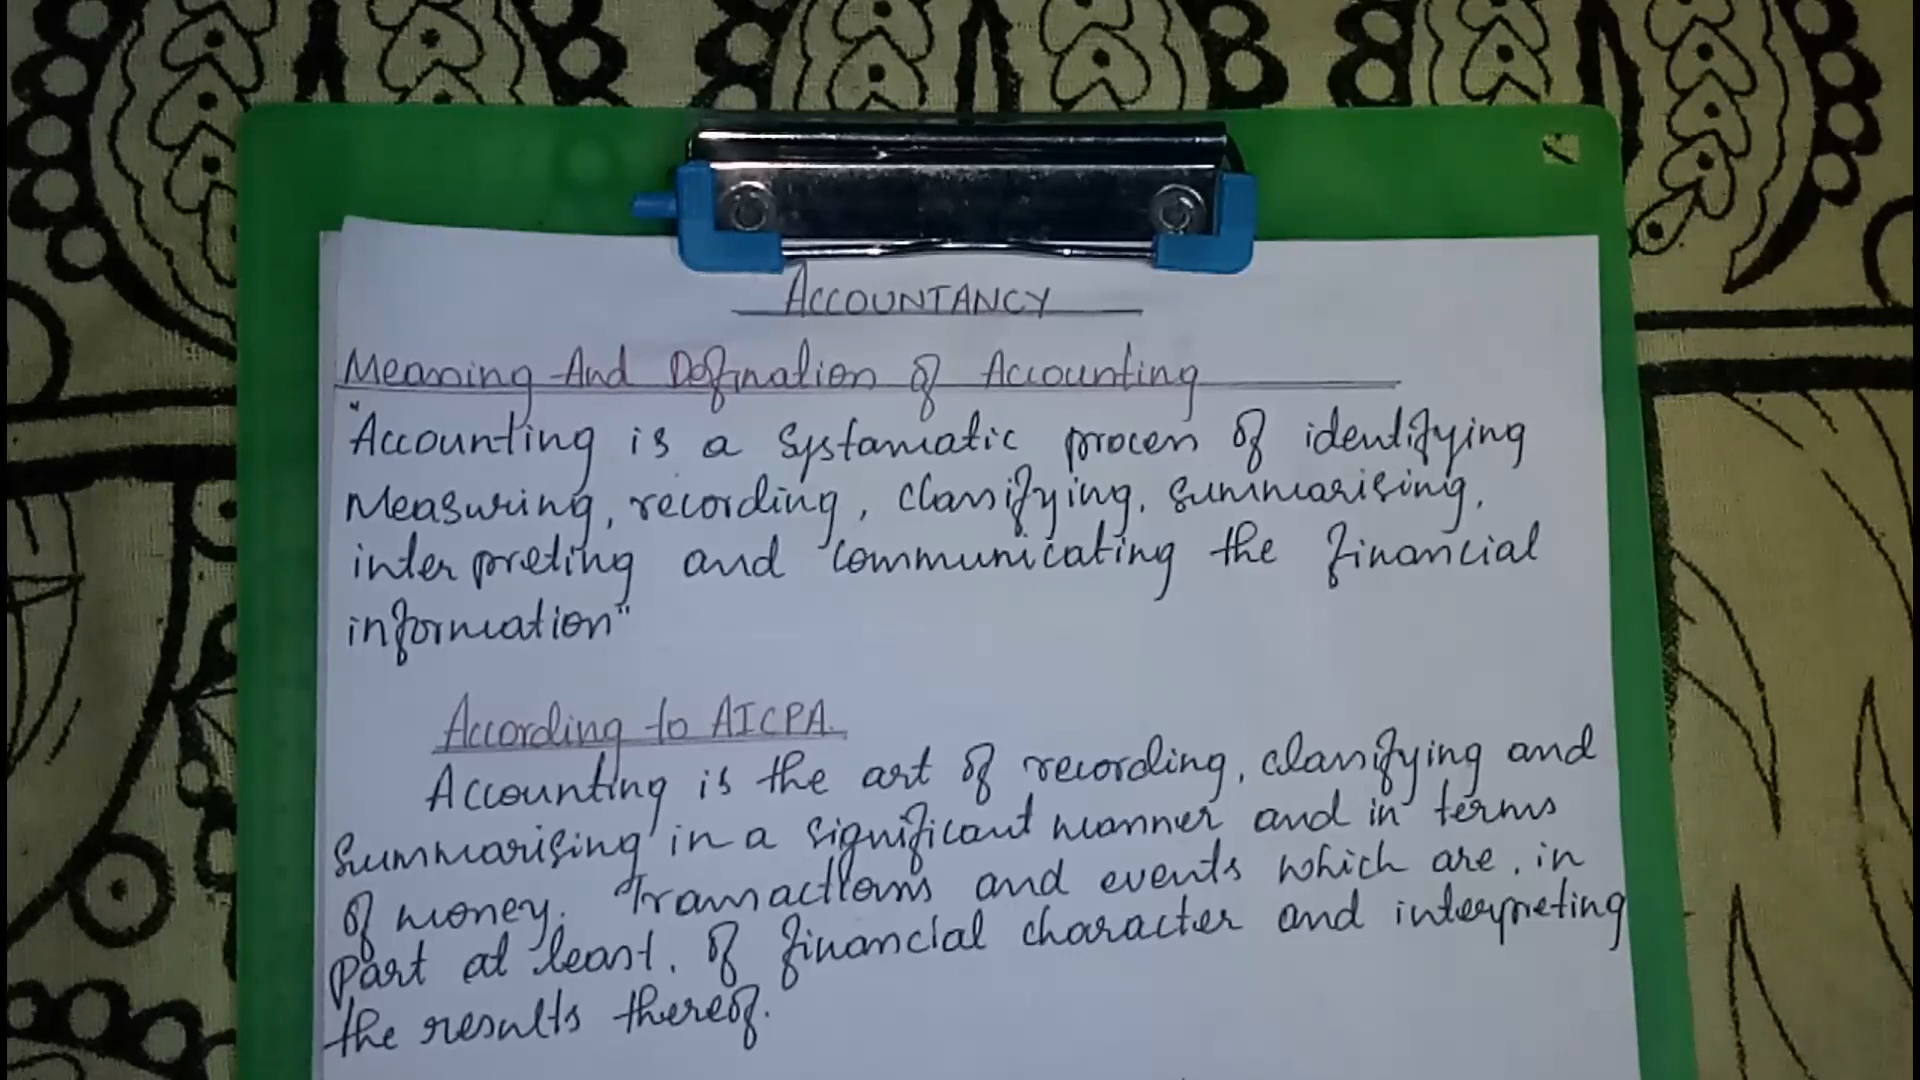 ACCOUNTANCY
Meaning And Defination of Accounting
"Accounting is a systamatic process of identifying
Measuring, recording, classifying, summarising,
interpreting and communicating the financial
information"
According to AICPA.
Accounting is the art of recording, classifying and
Summarising in a significant manner and in terms
of money. Transactions and events which are, in
part at least, of financial character and interpreting
the results thereof.